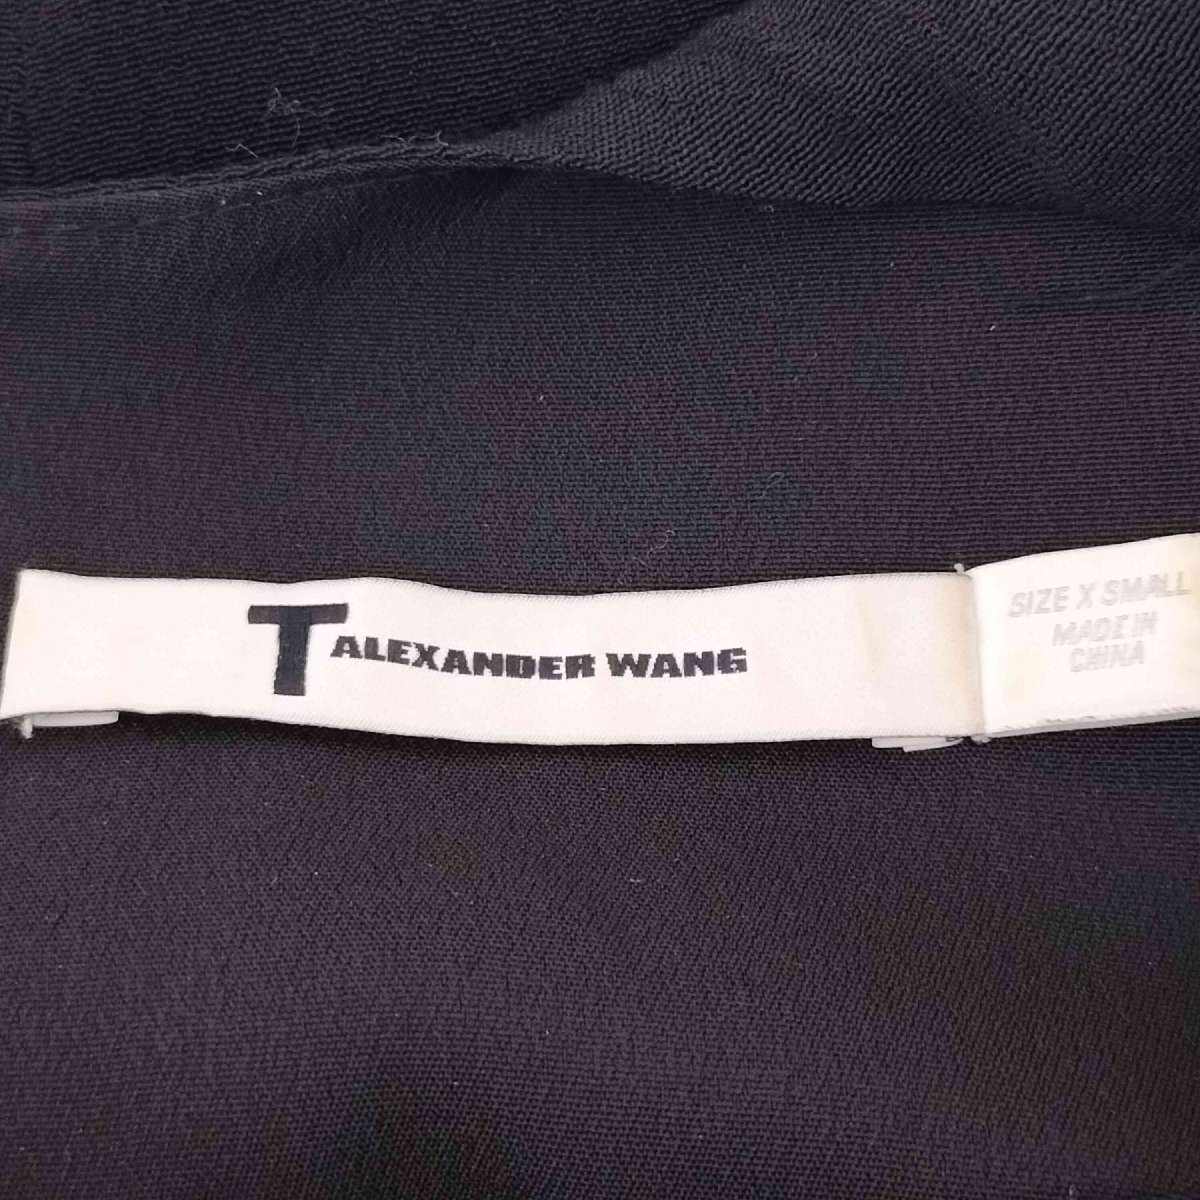 T ALEXANDER WANG
SIZE X SMALL
MADE IN
CHINA